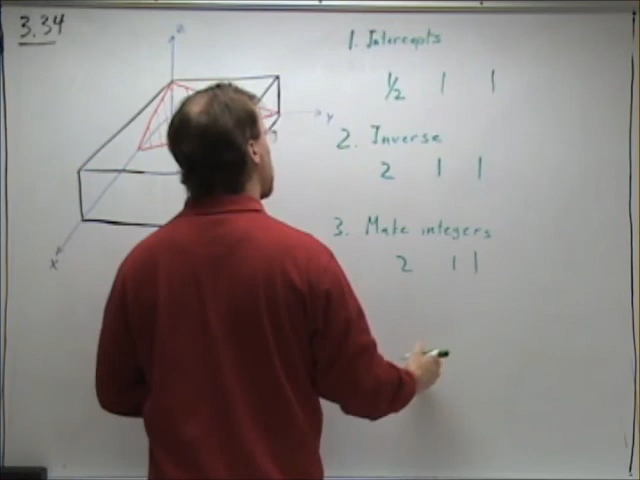 3.34
z
y
x
1. Intercepts
1/2 1 1
2. Inverse
2 1 1
3. Make integers
2 1 1